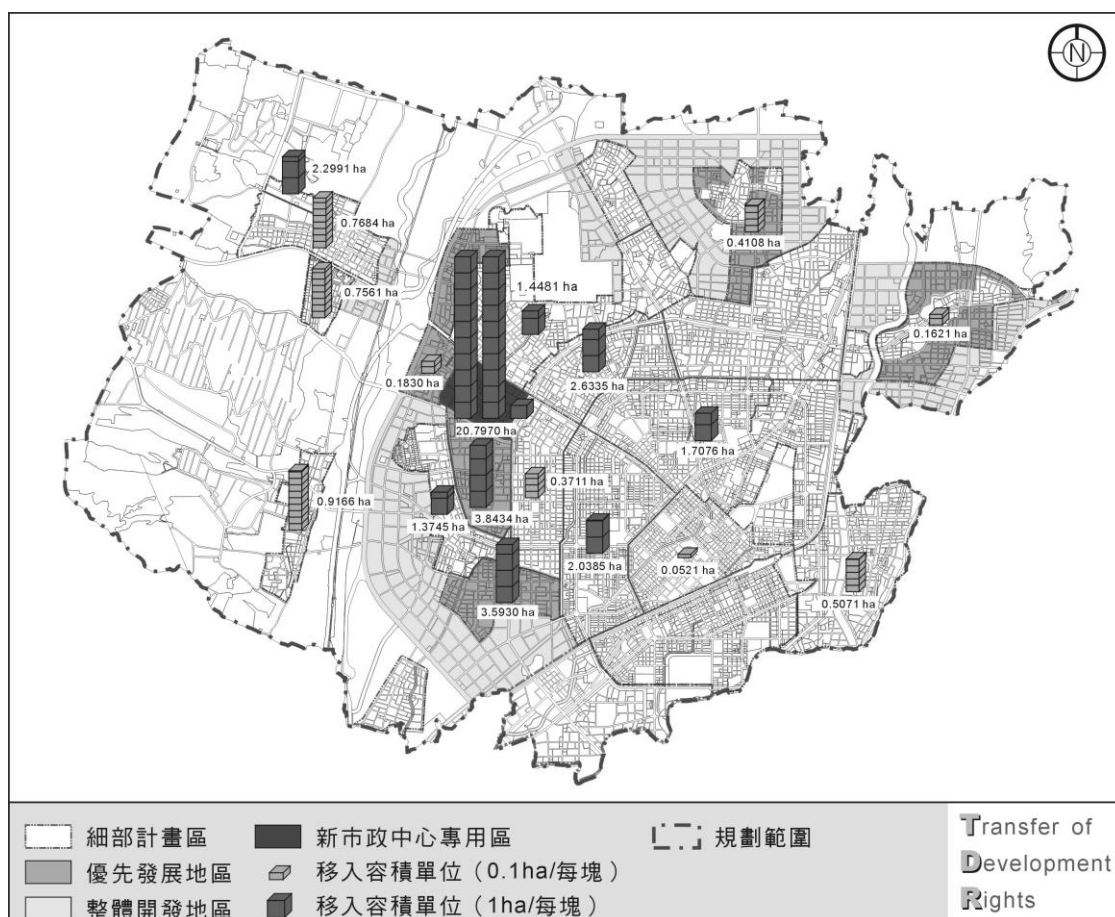 N
2.2991 ha
0.7684 ha
0.7561 ha
0.4108 ha
1.4481 ha
0.1621 ha
0.1830 ha
2.6335 ha
20.7970 ha
1.7076 ha
0.3711 ha
0.9166 ha
1.3745 ha
3.8434 ha
2.0385 ha
0.0521 ha
3.5930 ha
0.5071 ha
細部計畫區
新市政中心專用區
規劃範圍
優先發展地區
移入容積單位（0.1ha/每塊）
整體開發地區
移入容積單位（1ha/每塊）
Transfer of
Development
Rights